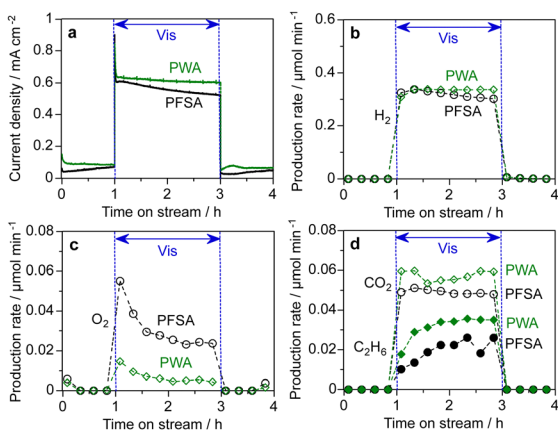 a
Vis
PWA
PFSA
Current density / mA cm⁻²
1
0.8
0.6
0.4
0.2
0
0 1 2 3 4
Time on stream / h
b
Vis
PWA
PFSA
H₂
Production rate / μmol min⁻¹
0.6
0.4
0.2
0
0 1 2 3 4
Time on stream / h
c
Vis
O₂
PFSA
PWA
Production rate / μmol min⁻¹
0.08
0.06
0.04
0.02
0
0 1 2 3 4
Time on stream / h
d
Vis
CO₂
PWA
PFSA
PWA
C₂H₆
PFSA
Production rate / μmol min⁻¹
0.08
0.06
0.04
0.02
0
0 1 2 3 4
Time on stream / h